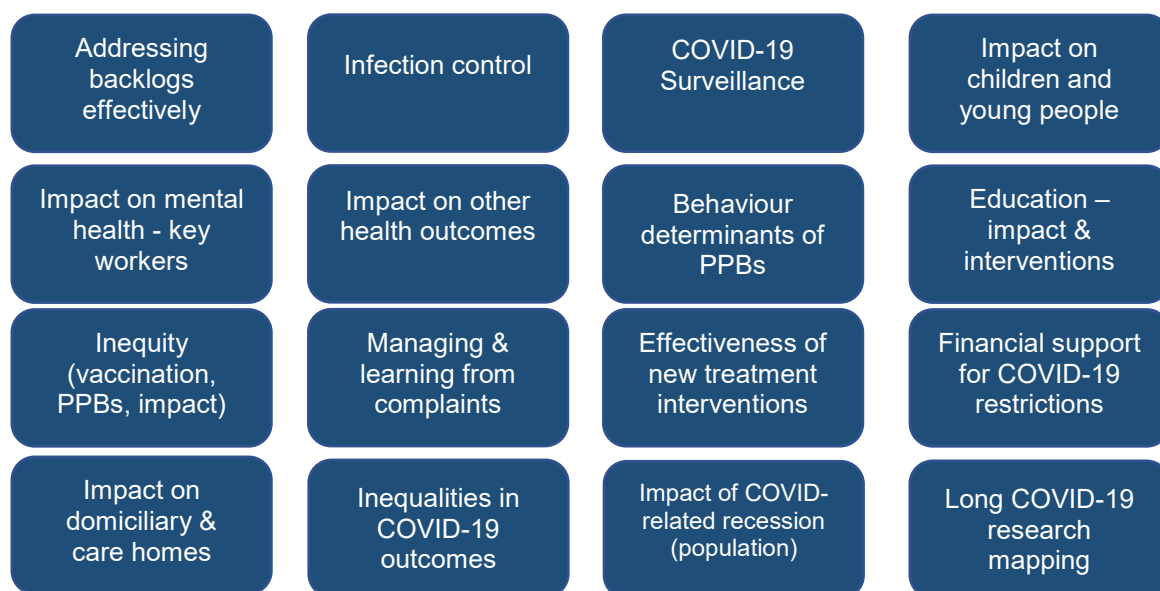 Addressing
backlogs
effectively
Infection control
COVID-19
Surveillance
Impact on
children and
young people
Impact on mental
health - key
workers
Impact on other
health outcomes
Behaviour
determinants of
PPBs
Education –
impact &
interventions
Inequity
(vaccination,
PPBs, impact)
Managing &
learning from
complaints
Effectiveness of
new treatment
interventions
Financial support
for COVID-19
restrictions
Impact on
domiciliary &
care homes
Inequalities in
COVID-19
outcomes
Impact of COVID-
related recession
(population)
Long COVID-19
research
mapping